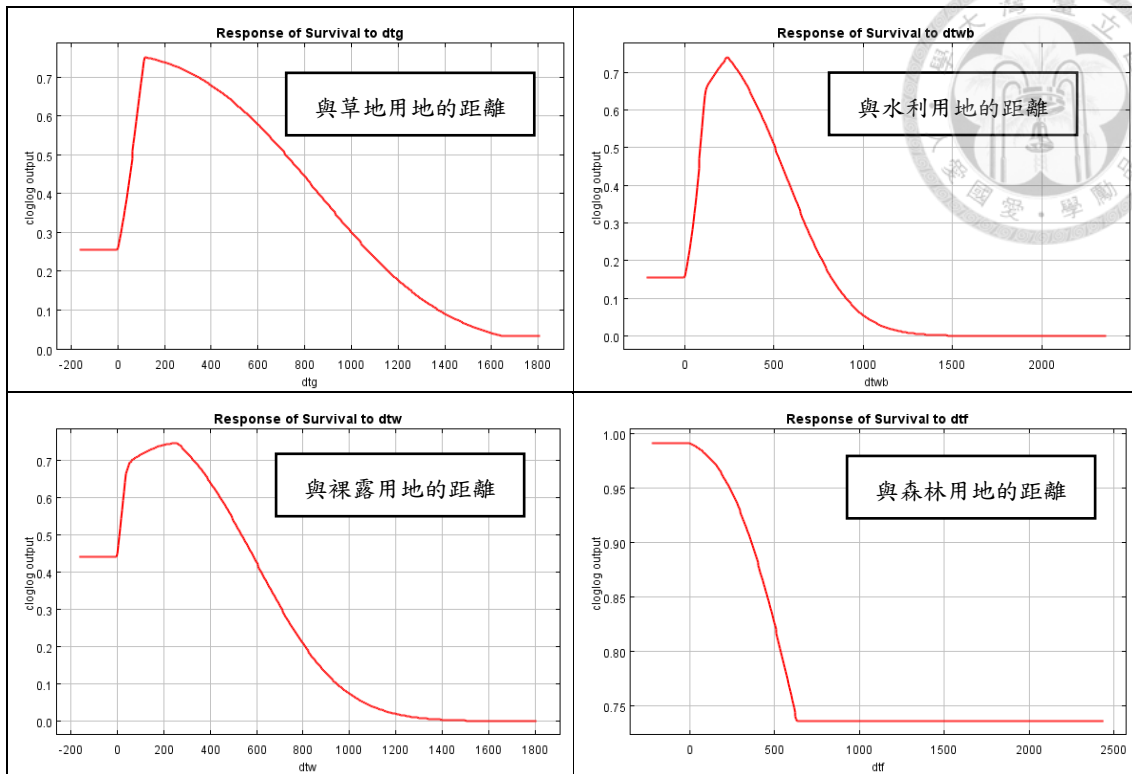 Response of Survival to dtg
與草地用地的距離
cloglog output
0.7
0.6
0.5
0.4
0.3
0.2
0.1
0.0
-200 0 200 400 600 800 1000 1200 1400 1600 1800
dtg
Response of Survival to dtwb
與水利用地的距離
cloglog output
0.7
0.6
0.5
0.4
0.3
0.2
0.1
0.0
0 500 1000 1500 2000
dtwb
Response of Survival to dtw
與裸露用地的距離
cloglog output
0.7
0.6
0.5
0.4
0.3
0.2
0.1
0.0
-200 0 200 400 600 800 1000 1200 1400 1600 1800
dtw
Response of Survival to dtf
與森林用地的距離
cloglog output
1.00
0.95
0.90
0.85
0.80
0.75
0 500 1000 1500 2000 2500
dtf